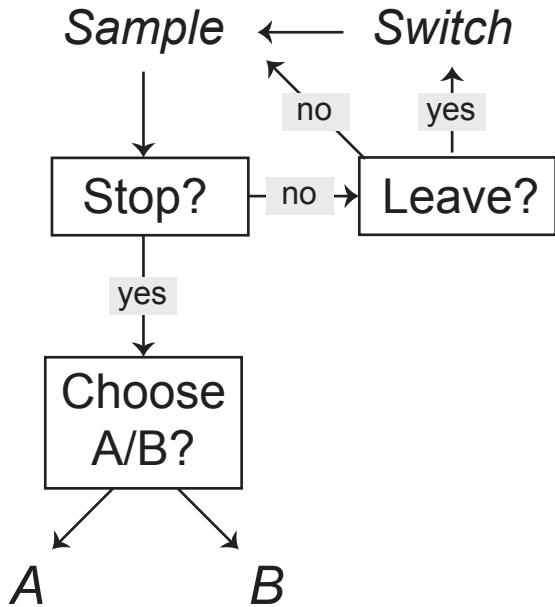 Sample
Switch
no
yes
Stop?
no
Leave?
yes
Choose
A/B?
A
B